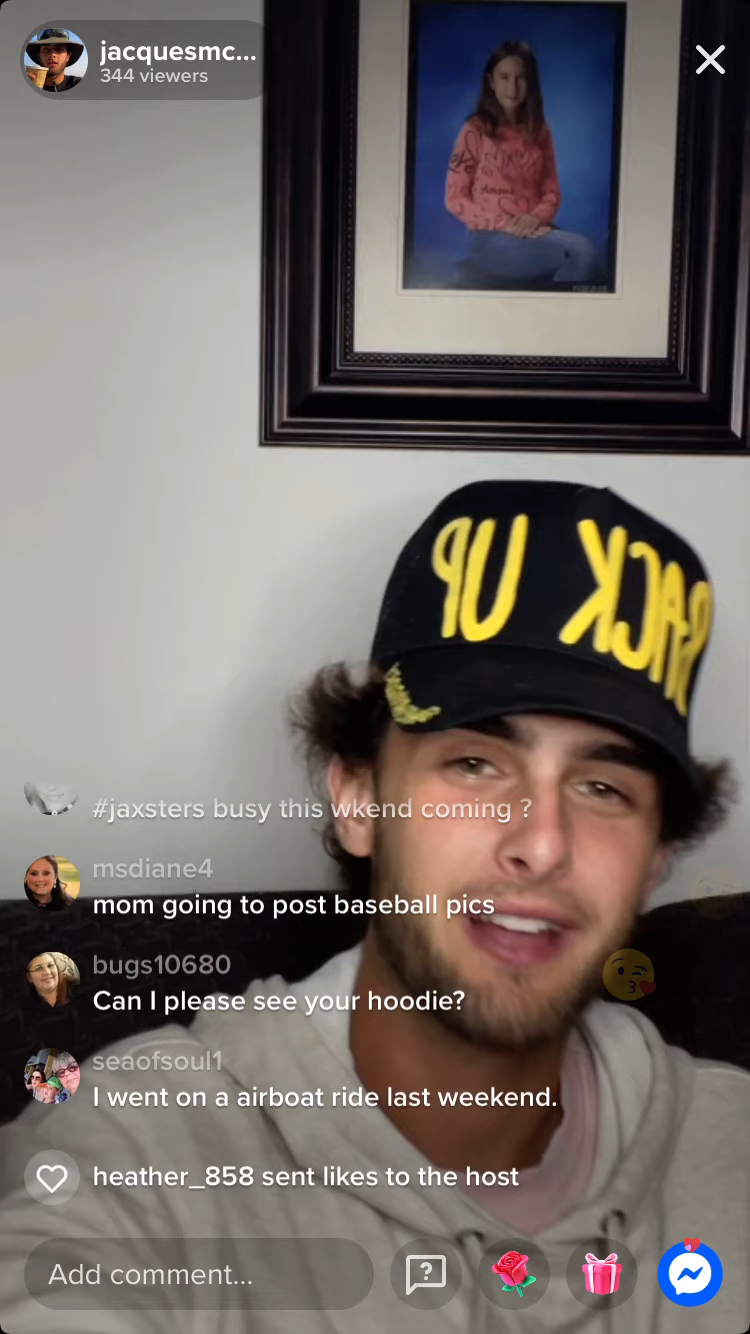 jacquesmc...
344 viewers
BACK UP
#jaxsters busy this wkend coming ?
msdiane4
mom going to post baseball pics
bugs10680
Can I please see your hoodie?
seaofsoul1
I went on a airboat ride last weekend.
heather_858 sent likes to the host
Add comment...